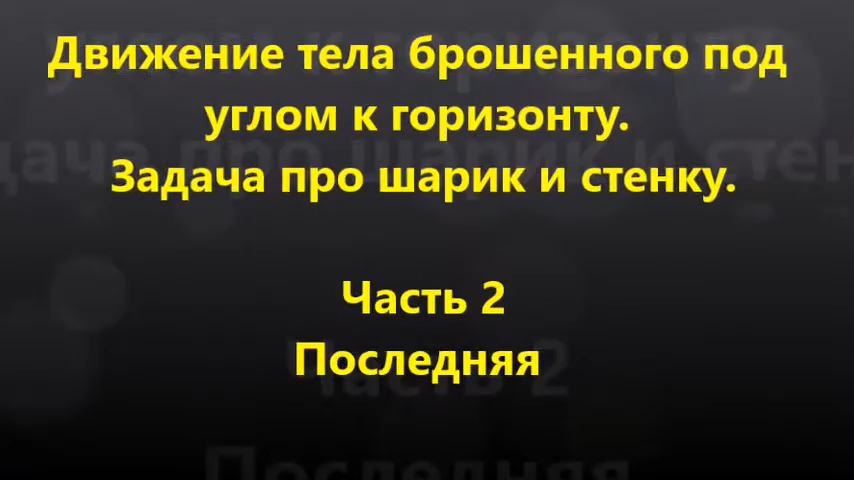 Движение тела брошенного под
углом к горизонту.
Задача про шарик и стенку.
Часть 2
Последняя